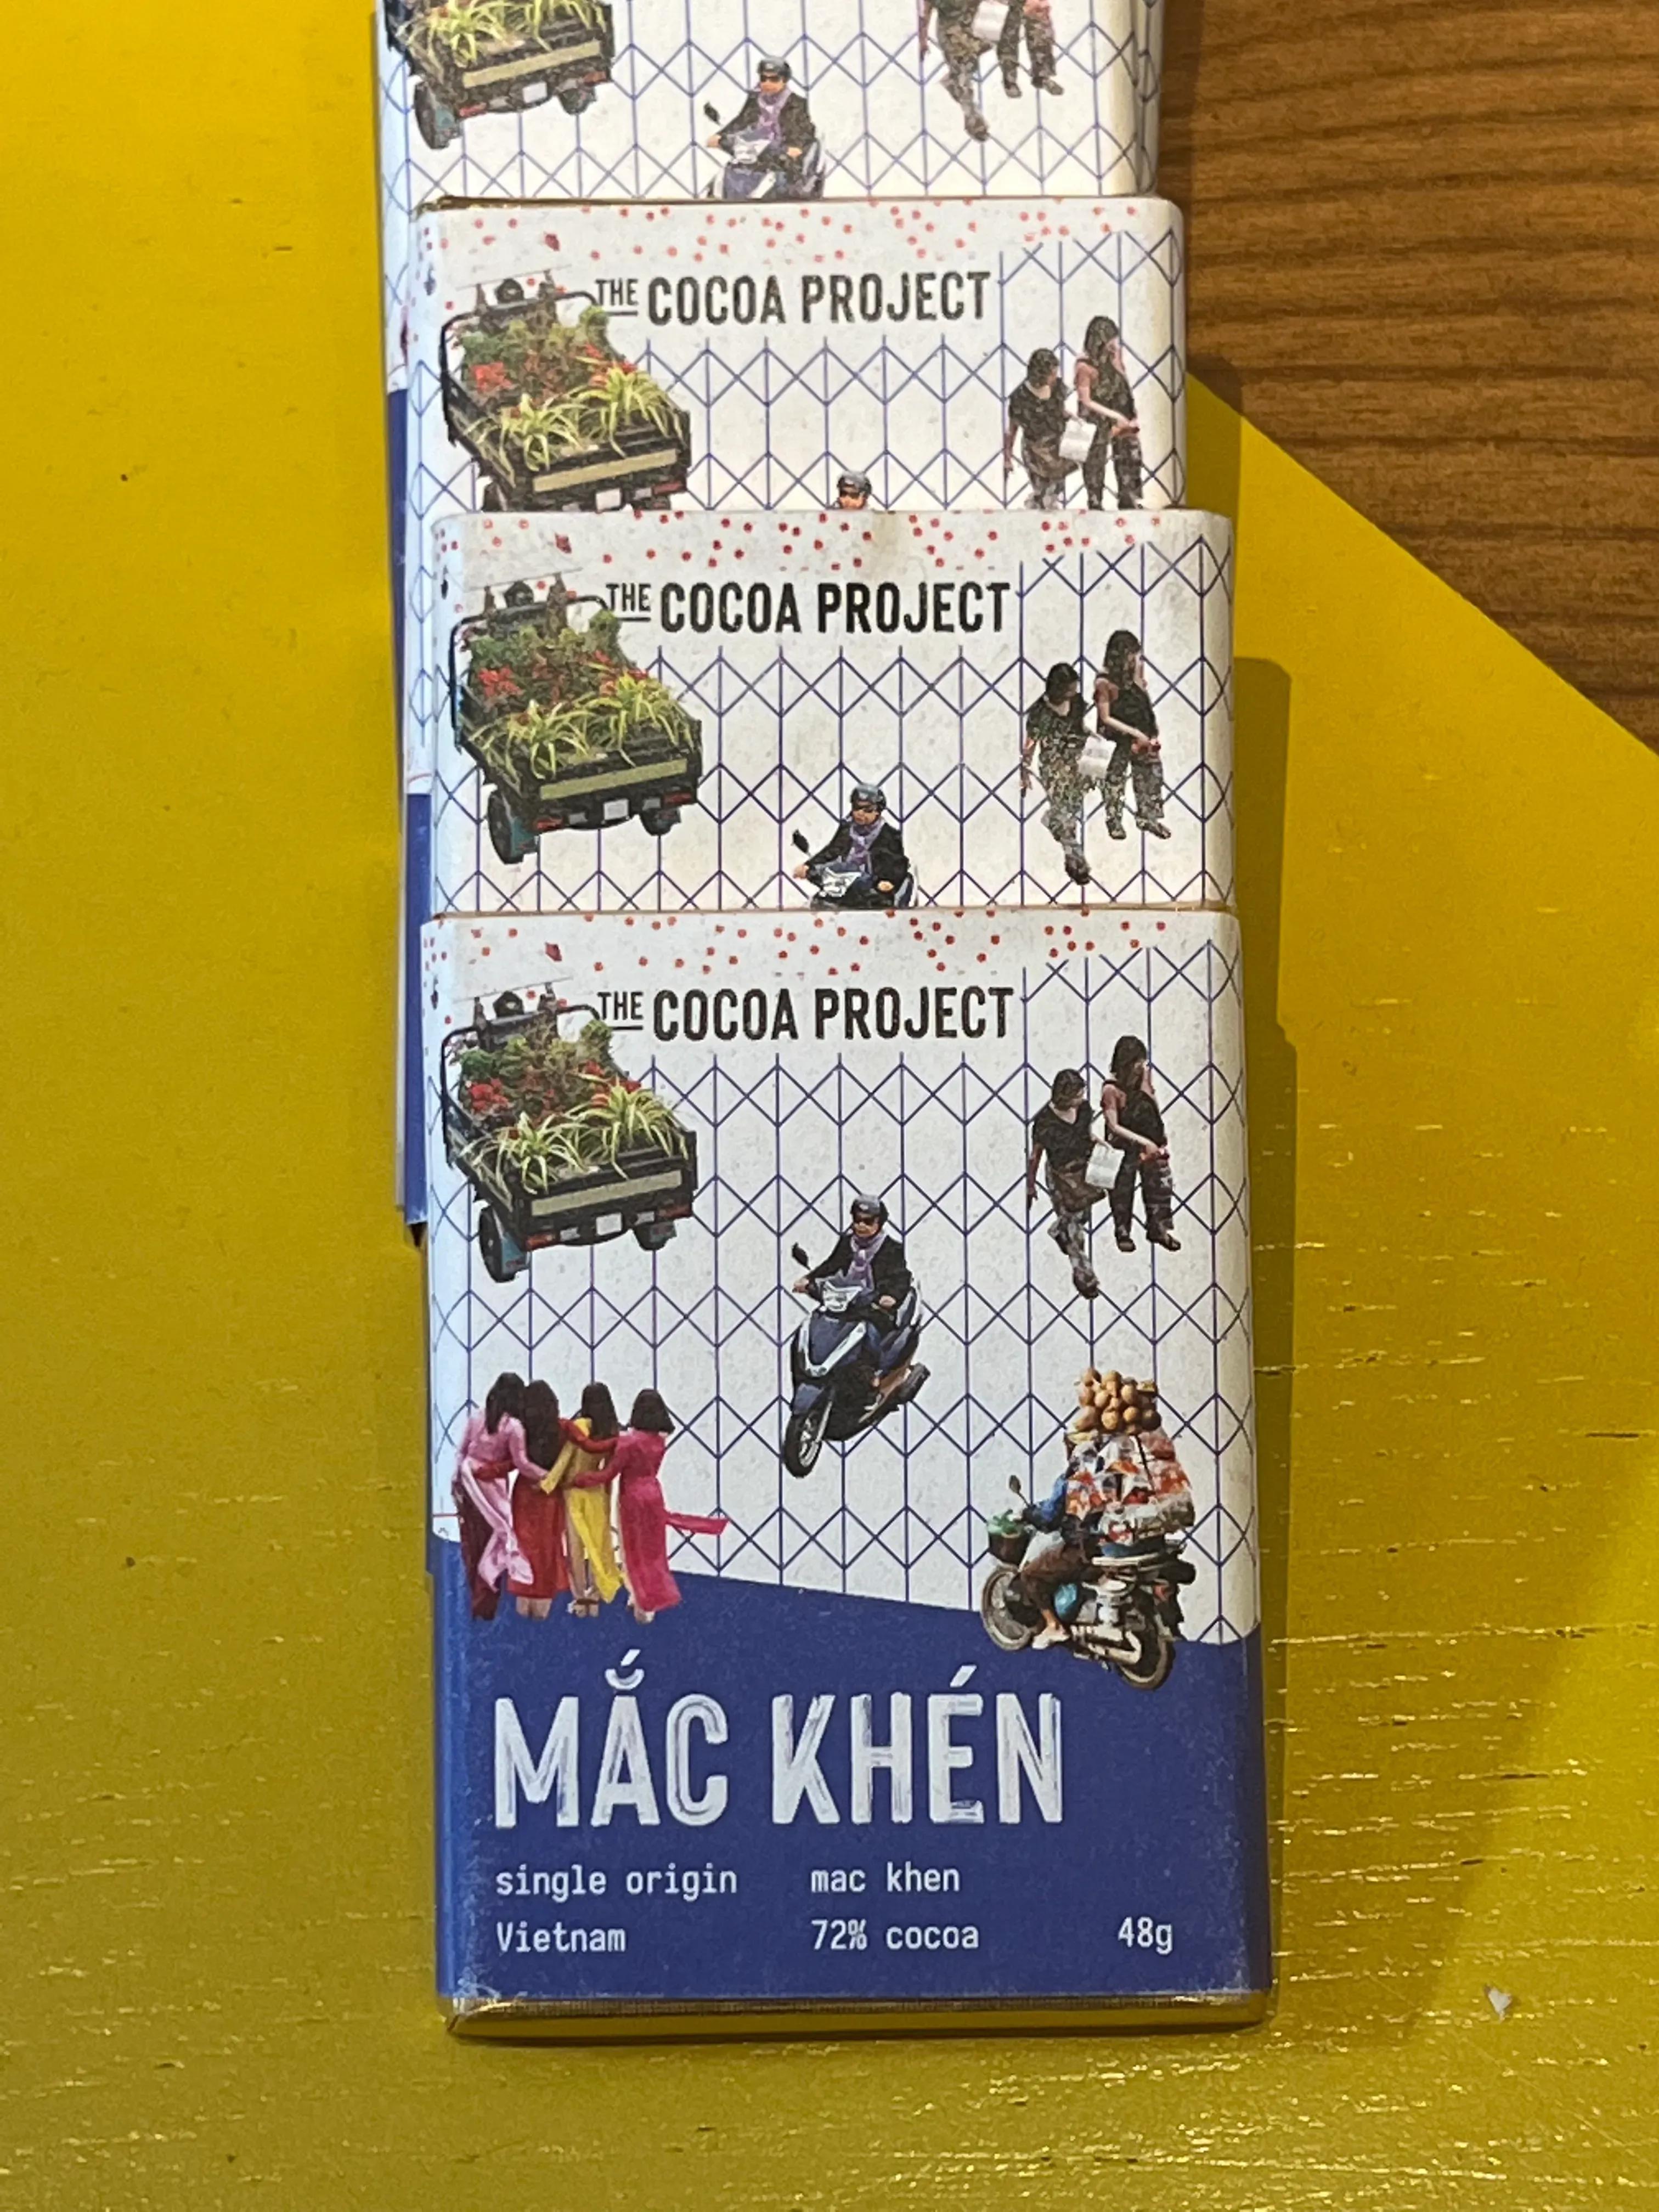 THE COCOA PROJECT
THE COCOA PROJECT
THE COCOA PROJECT
MẮC KHÉN
single origin mac khen
Vietnam 72% cocoa 48g